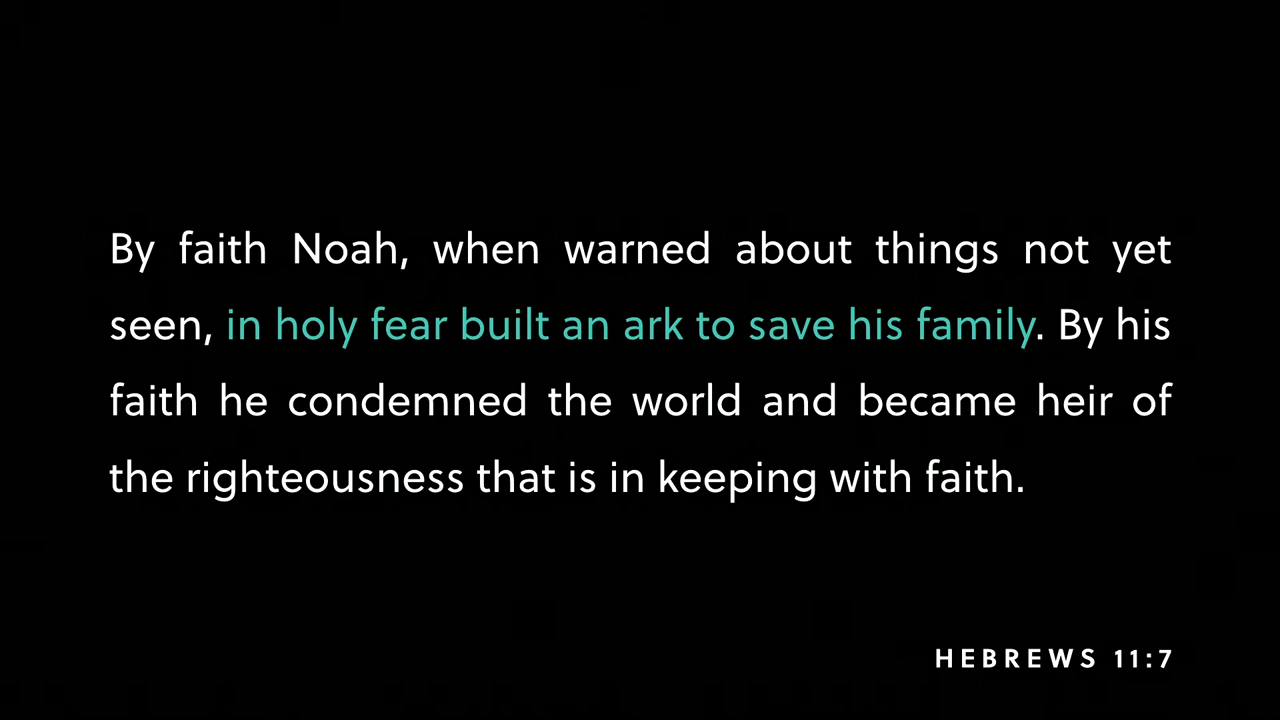 By faith Noah, when warned about things not yet
seen, in holy fear built an ark to save his family. By his
faith he condemned the world and became heir of
the righteousness that is in keeping with faith.
HEBREWS 11:7